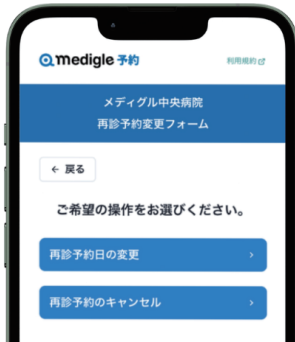 medigle 予約
利用規約
メディグル中央病院
再診予約変更フォーム
← 戻る
ご希望の操作をお選びください。
再診予約日の変更
再診予約のキャンセル